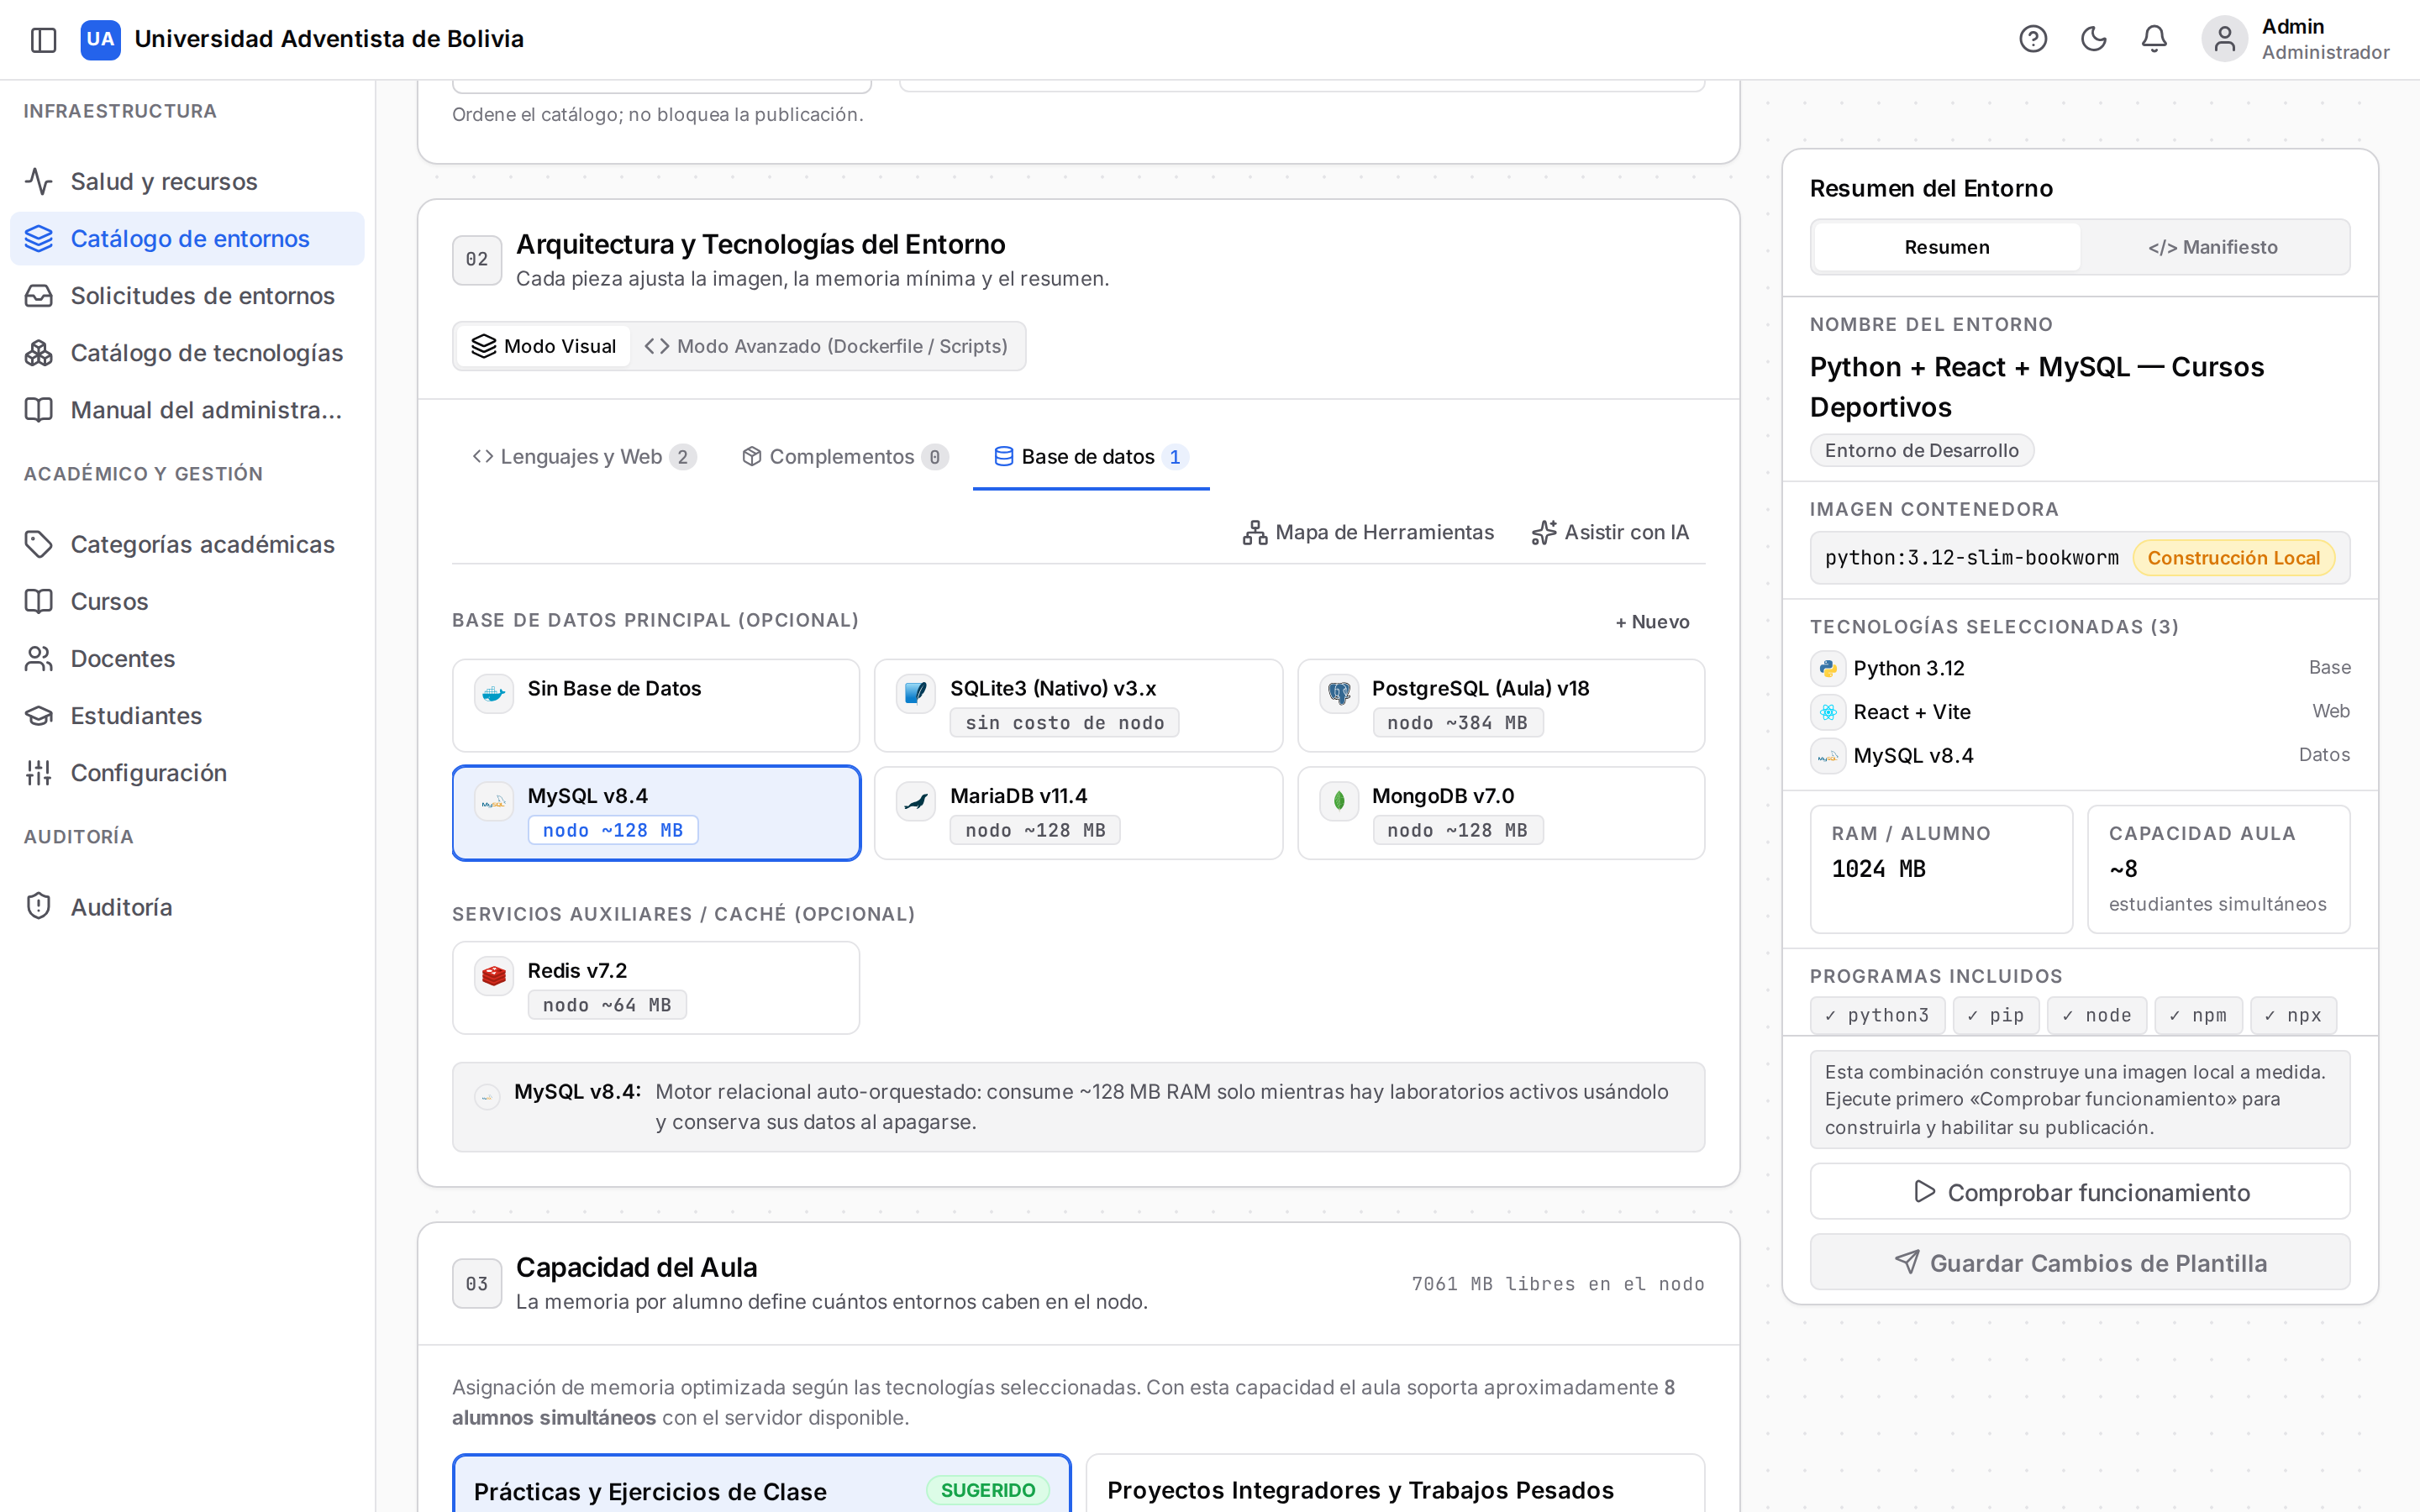 UA Universidad Adventista de Bolivia
Admin
Administrador
INFRAESTRUCTURA
Salud y recursos
Catálogo de entornos
Solicitudes de entornos
Catálogo de tecnologías
Manual del administra...
ACADÉMICO Y GESTIÓN
Categorías académicas
Cursos
Docentes
Estudiantes
Configuración
AUDITORÍA
Auditoría
Ordene el catálogo; no bloquea la publicación.
02
Arquitectura y Tecnologías del Entorno
Cada pieza ajusta la imagen, la memoria mínima y el resumen.
Modo Visual
Modo Avanzado (Dockerfile / Scripts)
Lenguajes y Web 2
Complementos 0
Base de datos 1
Mapa de Herramientas
Asistir con IA
BASE DE DATOS PRINCIPAL (OPCIONAL)
+ Nuevo
Sin Base de Datos
SQLite3 (Nativo) v3.x
sin costo de nodo
PostgreSQL (Aula) v18
nodo ~384 MB
MySQL v8.4
nodo ~128 MB
MariaDB v11.4
nodo ~128 MB
MongoDB v7.0
nodo ~128 MB
SERVICIOS AUXILIARES / CACHÉ (OPCIONAL)
Redis v7.2
nodo ~64 MB
MySQL v8.4: Motor relacional auto-orquestado: consume ~128 MB RAM solo mientras hay laboratorios activos usándolo
y conserva sus datos al apagarse.
03
Capacidad del Aula
La memoria por alumno define cuántos entornos caben en el nodo.
7061 MB libres en el nodo
Asignación de memoria optimizada según las tecnologías seleccionadas. Con esta capacidad el aula soporta aproximadamente 8
alumnos simultáneos con el servidor disponible.
Prácticas y Ejercicios de Clase
SUGERIDO
Proyectos Integradores y Trabajos Pesados
Resumen del Entorno
Resumen
</> Manifiesto
NOMBRE DEL ENTORNO
Python + React + MySQL — Cursos
Deportivos
Entorno de Desarrollo
IMAGEN CONTENEDORA
python:3.12-slim-bookworm
Construcción Local
TECNOLOGÍAS SELECCIONADAS (3)
Python 3.12
Base
React + Vite
Web
MySQL v8.4
Datos
RAM / ALUMNO
1024 MB
CAPACIDAD AULA
~8
estudiantes simultáneos
PROGRAMAS INCLUIDOS
✓ python3
✓ pip
✓ node
✓ npm
✓ npx
Esta combinación construye una imagen local a medida.
Ejecute primero «Comprobar funcionamiento» para
construirla y habilitar su publicación.
Comprobar funcionamiento
Guardar Cambios de Plantilla